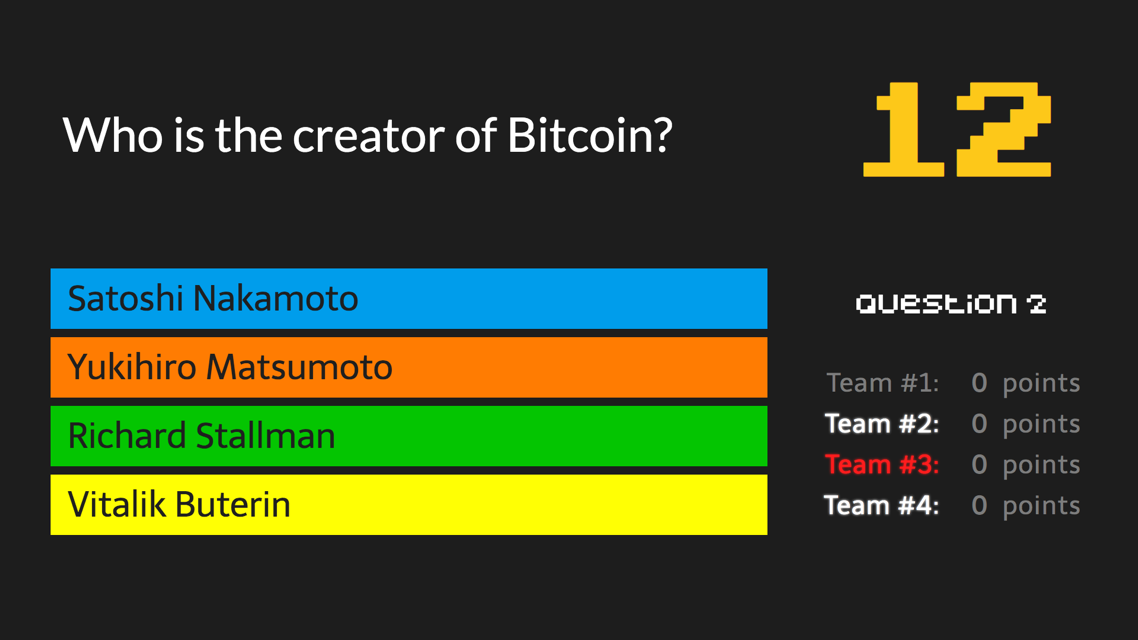 Who is the creator of Bitcoin?
12
Satoshi Nakamoto
Yukihiro Matsumoto
Richard Stallman
Vitalik Buterin
Question 2
Team #1: 0 points
Team #2: 0 points
Team #3: 0 points
Team #4: 0 points